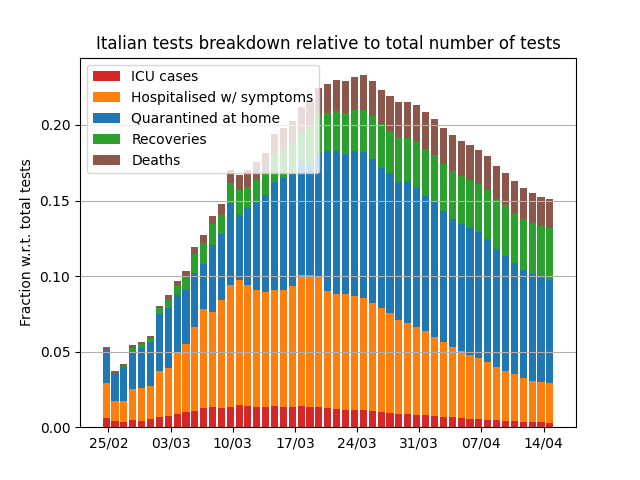 Italian tests breakdown relative to total number of tests
ICU cases
Hospitalised w/ symptoms
Quarantined at home
Recoveries
Deaths
Fraction w.r.t. total tests
0.20
0.15
0.10
0.05
0.00
25/02 03/03 10/03 17/03 24/03 31/03 07/04 14/04